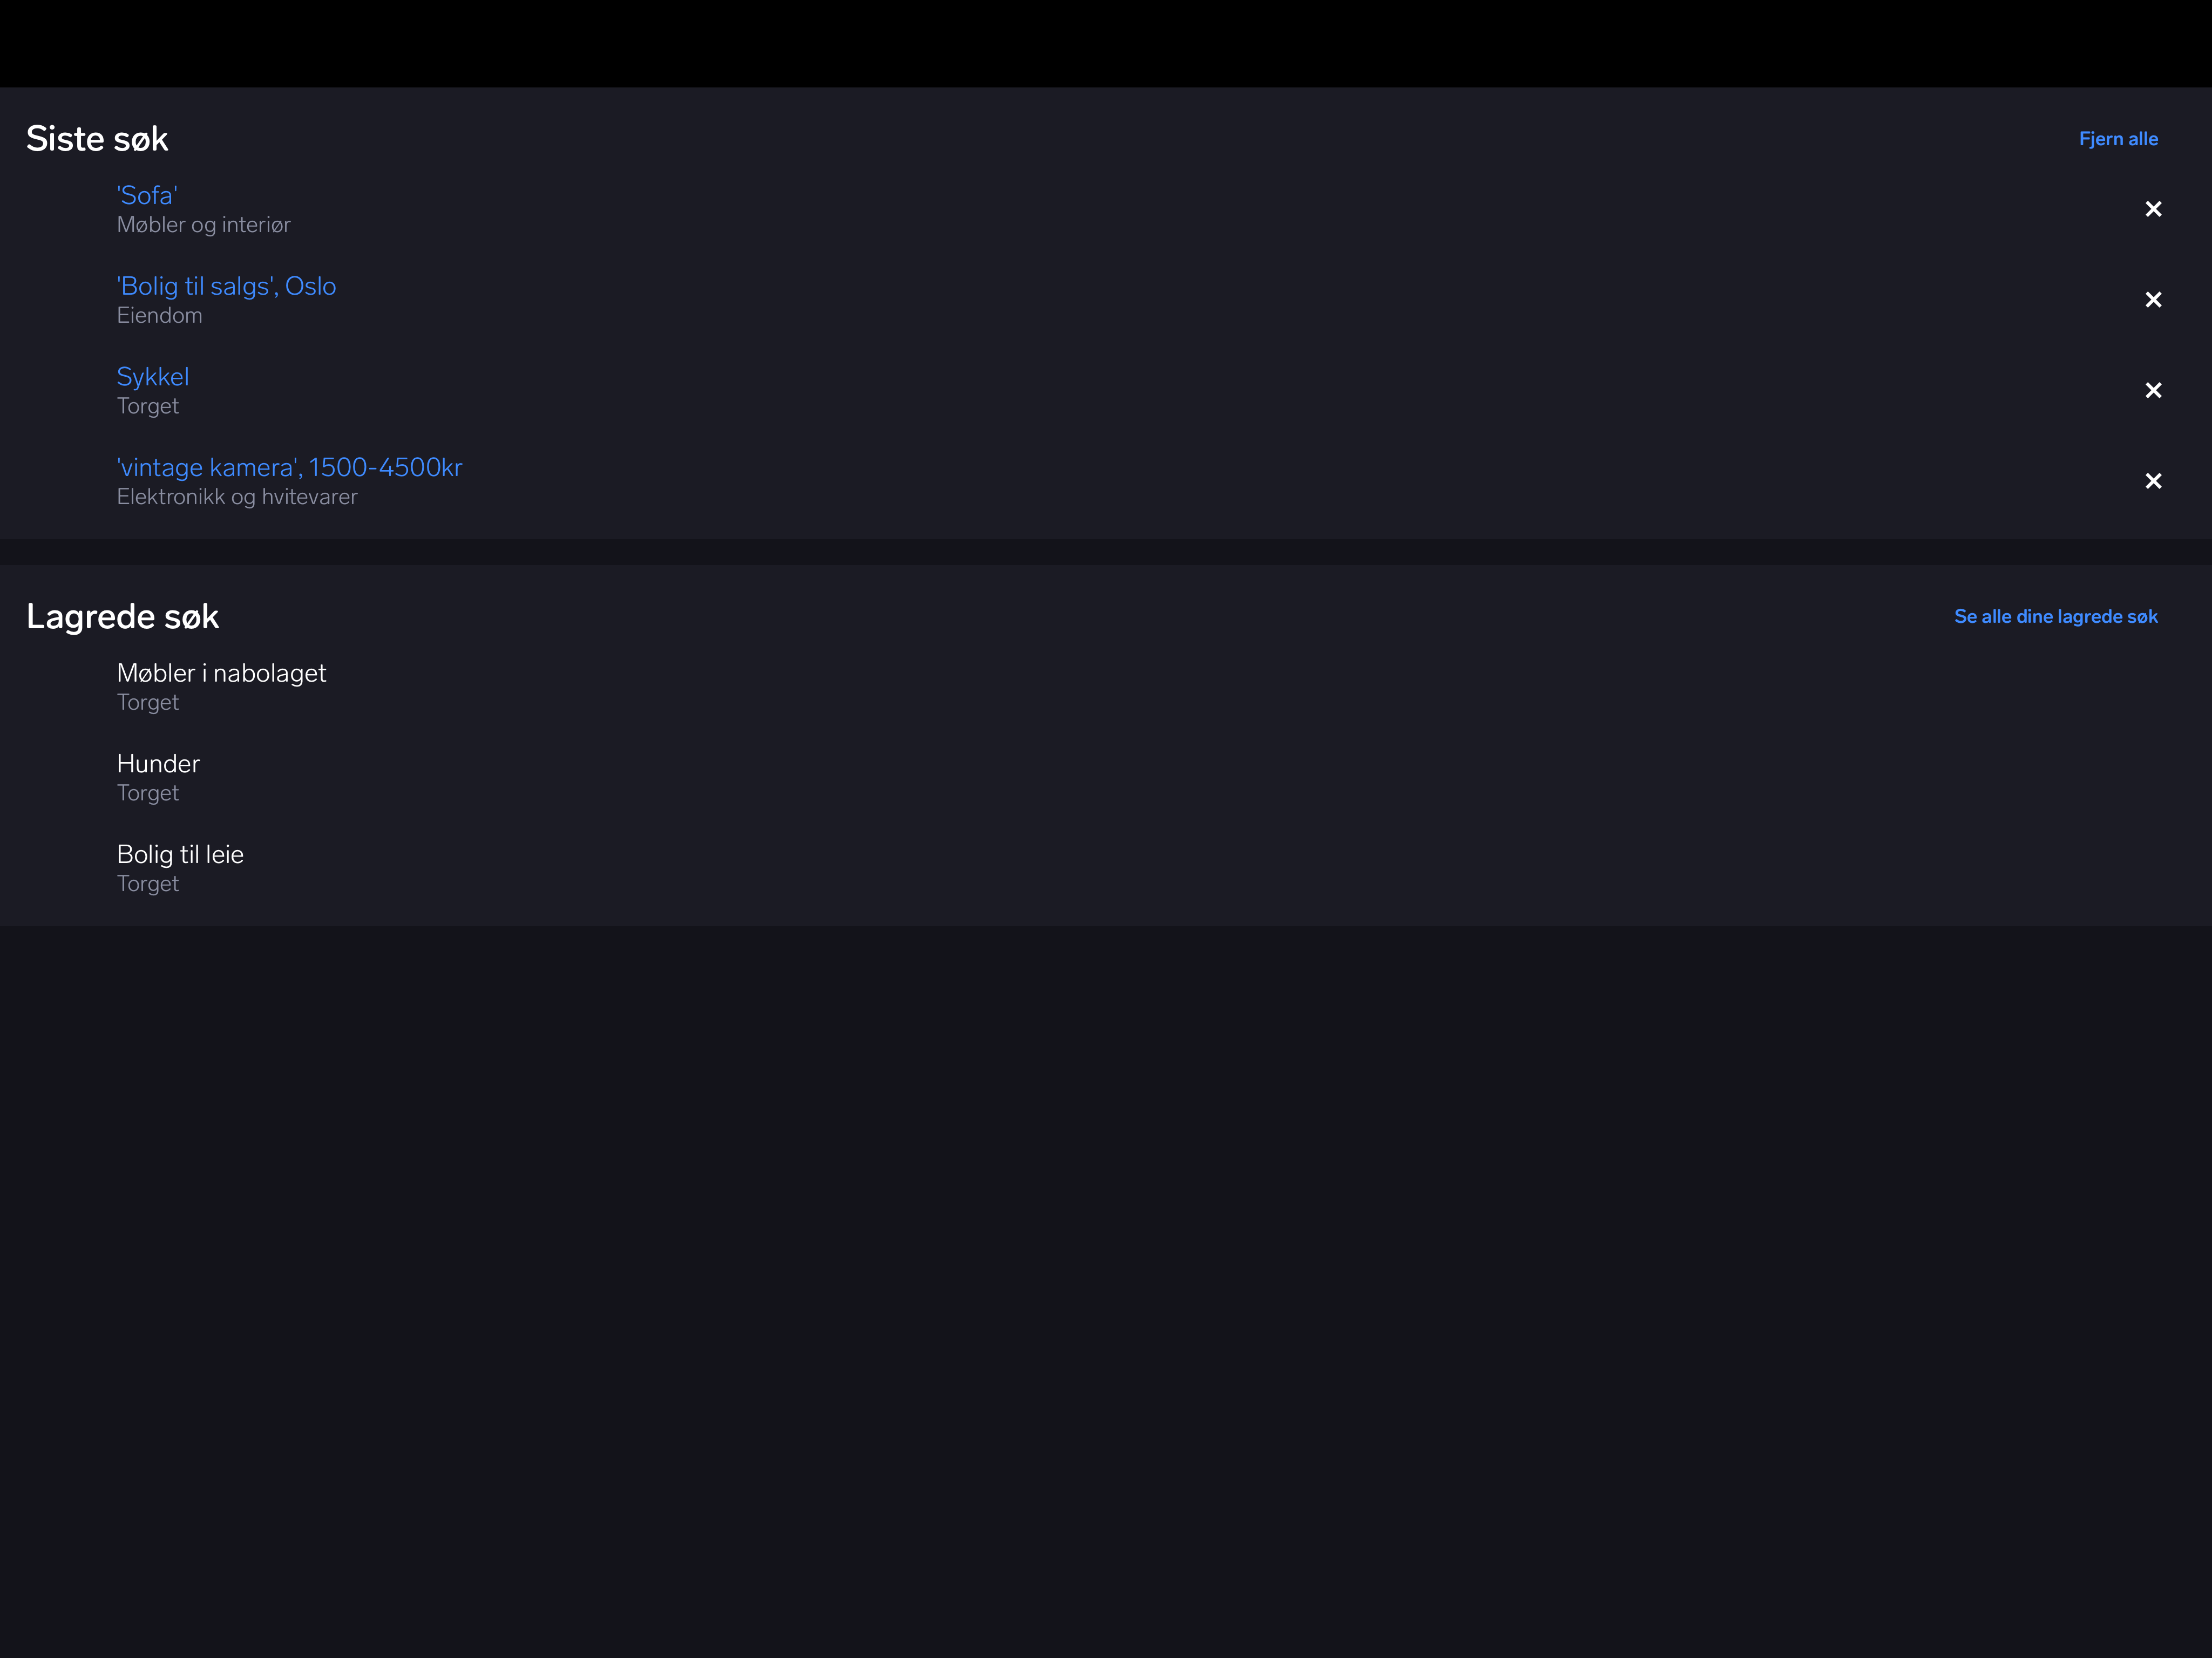 Siste søk
Fjern alle
'Sofa'
Møbler og interiør
'Bolig til salgs', Oslo
Eiendom
Sykkel
Torget
'vintage kamera', 1500-4500kr
Elektronikk og hvitevarer
Lagrede søk
Se alle dine lagrede søk
Møbler i nabolaget
Torget
Hunder
Torget
Bolig til leie
Torget